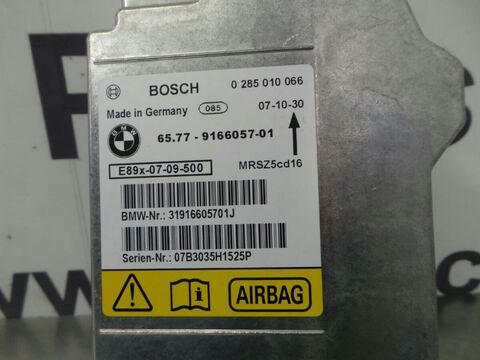 BOSCH 0 285 010 066
Made in Germany 085 07-10-30
BMW 65.77 - 9166057-01
E89x-07-09-500 MRSZ5cd16
BMW-Nr.: 31916605701J
Serien-Nr.: 07B3035H1525P
AIRBAG